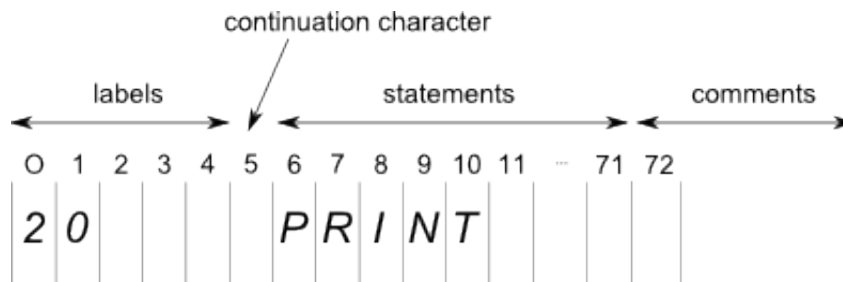 continuation character
labels statements comments
O 1 2 3 4 5 6 7 8 9 10 11 ... 71 72
2 0 P R I N T